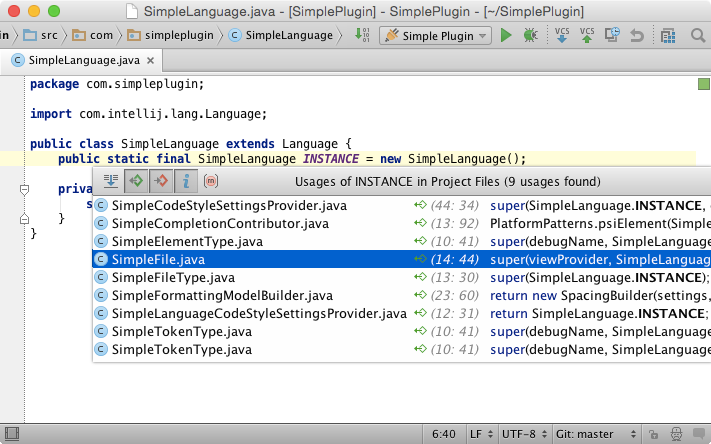 SimpleLanguage.java - [SimplePlugin] - SimplePlugin - [~/SimplePlugin]
in src com simpleplugin SimpleLanguage Simple Plugin VCS VCS
SimpleLanguage.java
package com.simpleplugin;
import com.intellij.lang.Language;
public class SimpleLanguage extends Language {
public static final SimpleLanguage INSTANCE = new SimpleLanguage();
Usages of INSTANCE in Project Files (9 usages found)
priva
s
}
}
SimpleCodeStyleSettingsProvider.java (44: 34) super(SimpleLanguage.INSTANCE, (
SimpleCompletionContributor.java (13: 92) PlatformPatterns.psiElement(Simple
SimpleElementType.java (10: 41) super(debugName, SimpleLanguage
SimpleFile.java (14: 44) super(viewProvider, SimpleLanguage
SimpleFileType.java (13: 30) super(SimpleLanguage.INSTANCE);
SimpleFormattingModelBuilder.java (23: 60) return new SpacingBuilder(settings,
SimpleLanguageCodeStyleSettingsProvider.java (12: 31) return SimpleLanguage.INSTANCE;
SimpleTokenType.java (10: 41) super(debugName, SimpleLanguage
SimpleTokenType.java (10: 41) super(debugName, SimpleLanguage
6:40 LF UTF-8 Git: master